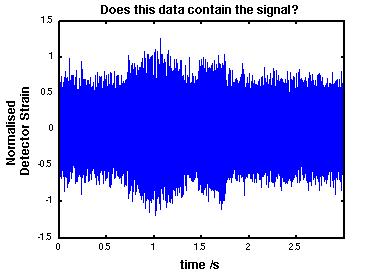 Does this data contain the signal?
1.5
1
0.5
0
-0.5
-1
-1.5
Normalised
Detector Strain
0 0.5 1 1.5 2 2.5
time /s